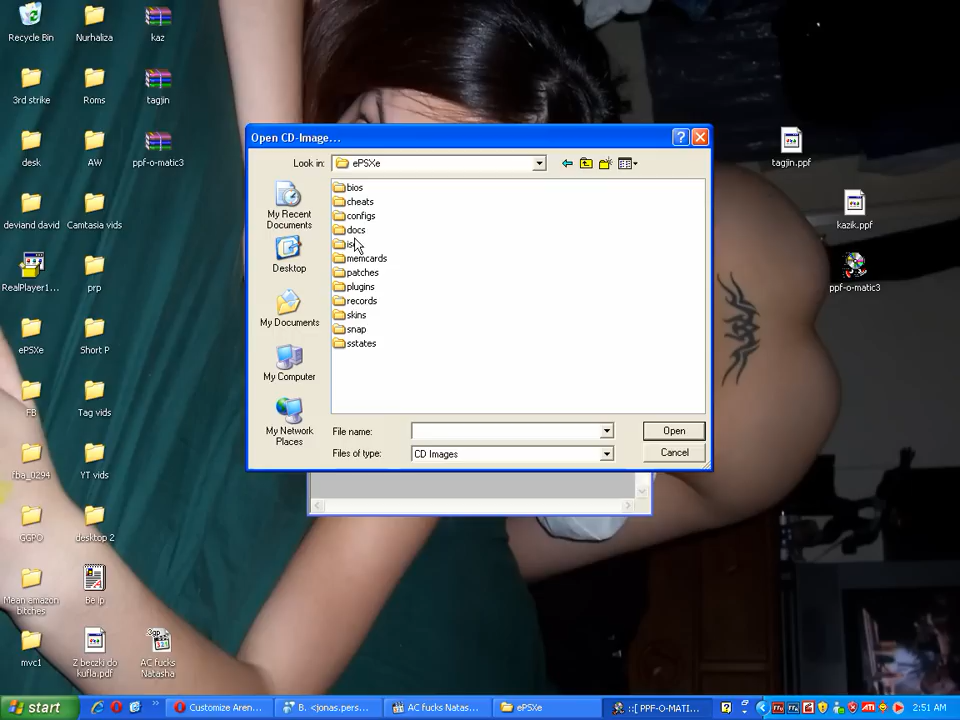 Recycle Bin
Nurhaliza
kaz
3rd strike
Roms
tagjin
desk
AW
ppf-o-matic3
deviand david
Camtasia vids
RealPlayer1...
prp
ePSXe
Short P
FB
Tag vids
fba_0294
YT vids
GGPO
desktop 2
Mean amazon
bitches
Be ip
mvc1
Z beczki do
kufla.pdf
.3gp
AC fucks
Natasha
Open CD-Image...
Look in:
ePSXe
My Recent
Documents
Desktop
My Documents
My Computer
My Network
Places
bios
cheats
configs
docs
memcards
patches
plugins
records
skins
snap
sstates
File name:
Open
Files of type:
CD Images
Cancel
tagjin.ppf
kazik.ppf
ppf-o-matic3
start
Customize Aren...
B. <jonas.pers...
AC fucks Natas...
ePSXe
::[ PPF-O-MATI...
2:51 AM